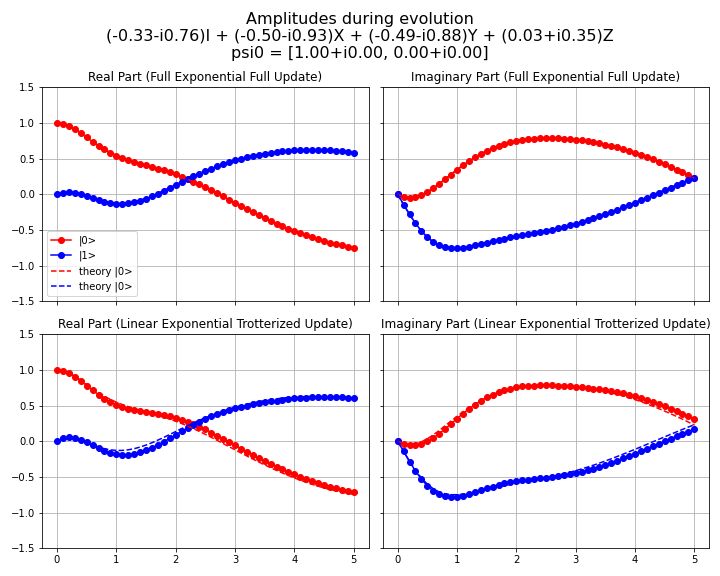 Amplitudes during evolution
(-0.33-i0.76)I + (-0.50-i0.93)X + (-0.49-i0.88)Y + (0.03+i0.35)Z
psi0 = [1.00+i0.00, 0.00+i0.00]
Real Part (Full Exponential Full Update)
Imaginary Part (Full Exponential Full Update)
1.5
1.0
0.5
0.0
−0.5
−1.0
−1.5
|0>
|1>
theory |0>
theory |0>
Real Part (Linear Exponential Trotterized Update)
Imaginary Part (Linear Exponential Trotterized Update)
1.5
1.0
0.5
0.0
−0.5
−1.0
−1.5
0 1 2 3 4 5
0 1 2 3 4 5